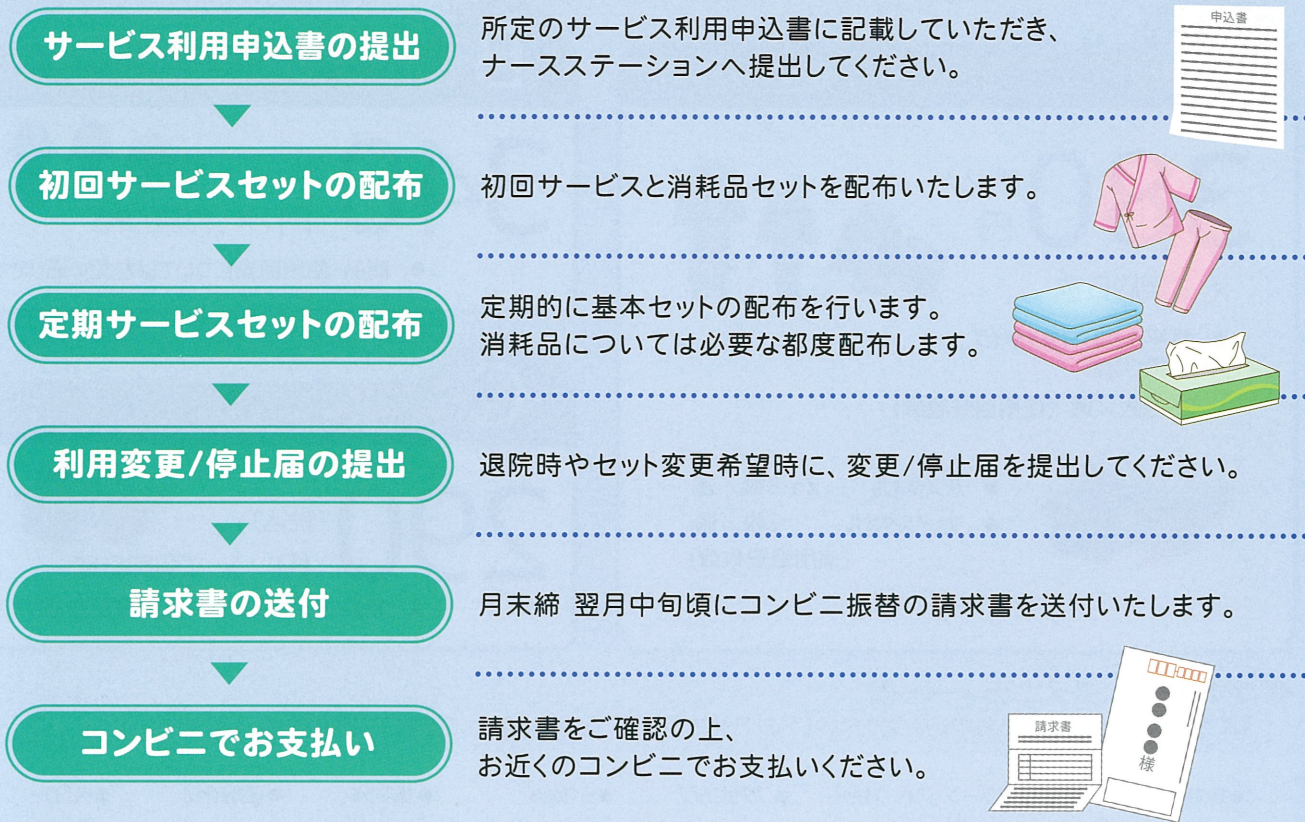 サービス利用申込書の提出
所定のサービス利用申込書に記載していただき、
ナースステーションへ提出してください。
申込書
初回サービスセットの配布
初回サービスと消耗品セットを配布いたします。
定期サービスセットの配布
定期的に基本セットの配布を行います。
消耗品については必要な都度配布します。
利用変更/停止届の提出
退院時やセット変更希望時に、変更/停止届を提出してください。
請求書の送付
月末締 翌月中旬頃にコンビニ振替の請求書を送付いたします。
コンビニでお支払い
請求書をご確認の上、
お近くのコンビニでお支払いください。
請求書
●●●●●様